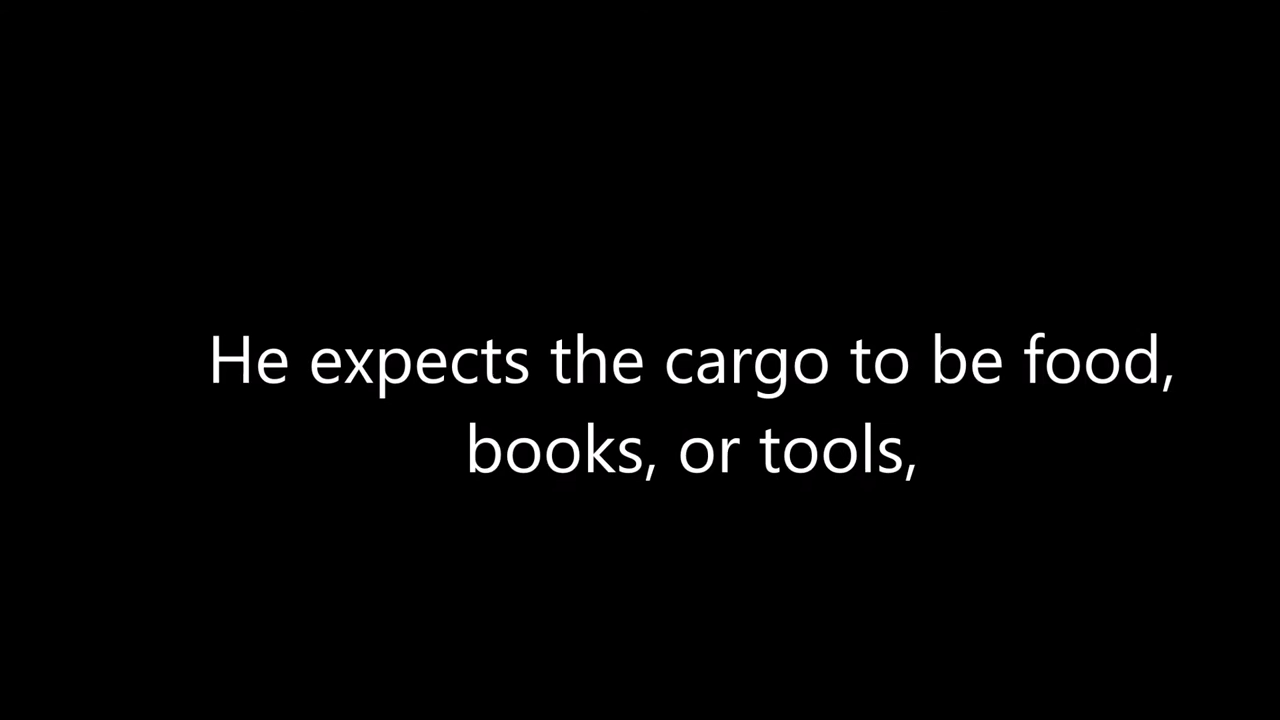 He expects the cargo to be food,
books, or tools,